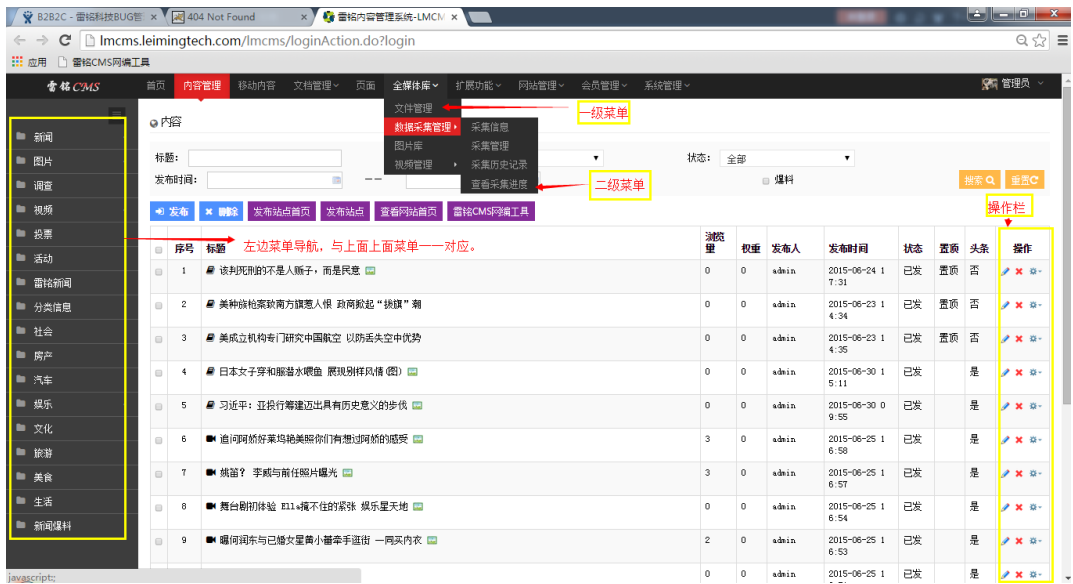 B2B2C - 雷铭科技BUG管
404 Not Found
雷铭内容管理系统-LMCM
lmcms.leimingtech.com/lmcms/loginAction.do?login
应用 雷铭CMS网编工具
雷铭CMS 首页 内容管理 移动内容 文档管理 页面 全媒体库 扩展功能 网站管理 会员管理 系统管理 管理员
文件管理
数据采集管理
图片库
视频管理
采集信息
采集管理
采集历史记录
查看采集进度
一级菜单
二级菜单
新闻
图片
调查
视频
投票
活动
雷铭新闻
分类信息
社会
房产
汽车
娱乐
文化
旅游
美食
生活
新闻爆料
内容
标题: 状态: 全部
发布时间: -- 爆料 搜索 重置
发布 删除 发布站点首页 发布站点 查看网站首页 雷铭CMS网编工具
操作栏
左边菜单导航，与上面上面菜单一一对应。
序号 标题 浏览量 权重 发布人 发布时间 状态 置顶 头条 操作
1 该判死刑的不是人贩子，而是民意 0 0 admin 2015-06-24 17:31 已发 置顶 否
2 美种族枪案致南方旗惹人恨 政商掀起“拔旗”潮 0 0 admin 2015-06-23 14:34 已发 置顶 否
3 美成立机构专门研究中国航空 以防丢失空中优势 0 0 admin 2015-06-23 14:35 已发 置顶 否
4 日本女子穿和服潜水喂鱼 展现别样风情(图) 0 0 admin 2015-06-30 15:11 已发 是
5 习近平: 亚投行筹建迈出具有历史意义的步伐 0 0 admin 2015-06-30 09:55 已发 是
6 追问阿娇好莱坞艳美照你们有想过阿娇的感受 3 0 admin 2015-06-25 16:58 已发 是
7 姚笛? 李威与前任照片曝光 3 0 admin 2015-06-25 16:57 已发 是
8 舞台剧初体验 Ella掩不住的紧张 娱乐星天地 0 0 admin 2015-06-25 16:54 已发 是
9 曝何润东与已婚女星黄小蕾牵手逛街 一同买内衣 2 0 admin 2015-06-25 16:53 已发 是
0 0 admin 2015-06-25 1 已发 是
javascript:;